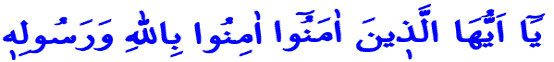 يَٓا اَيُّهَا الَّذ۪ينَ اٰمَنُٓوا اٰمِنُوا بِاللّٰهِ وَرَسُولِه۪